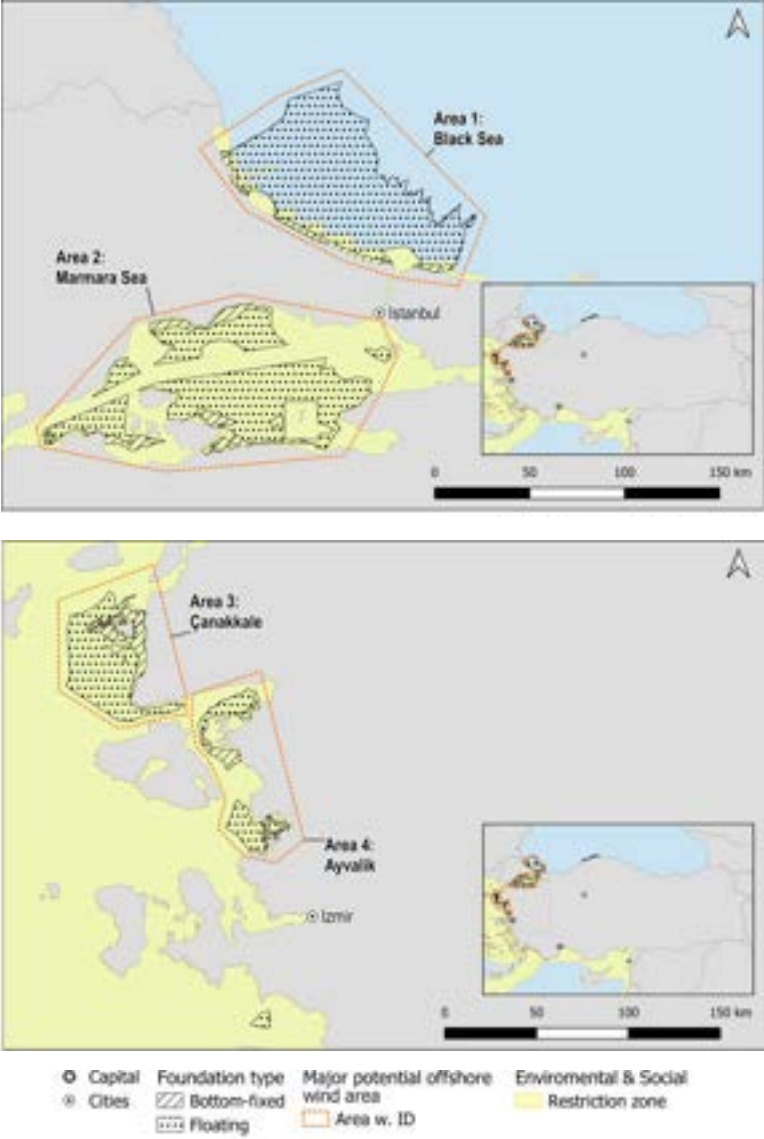 Area 1:
Black Sea
Area 2:
Marmara Sea
Istanbul
0 50 100 150 km
Area 3:
Çanakkale
Area 4:
Ayvalik
Izmir
0 50 100 150 km
Capital Foundation type Major potential offshore Enviromental & Social
Cities Bottom-fixed wind area Restriction zone
Floating Area w. ID